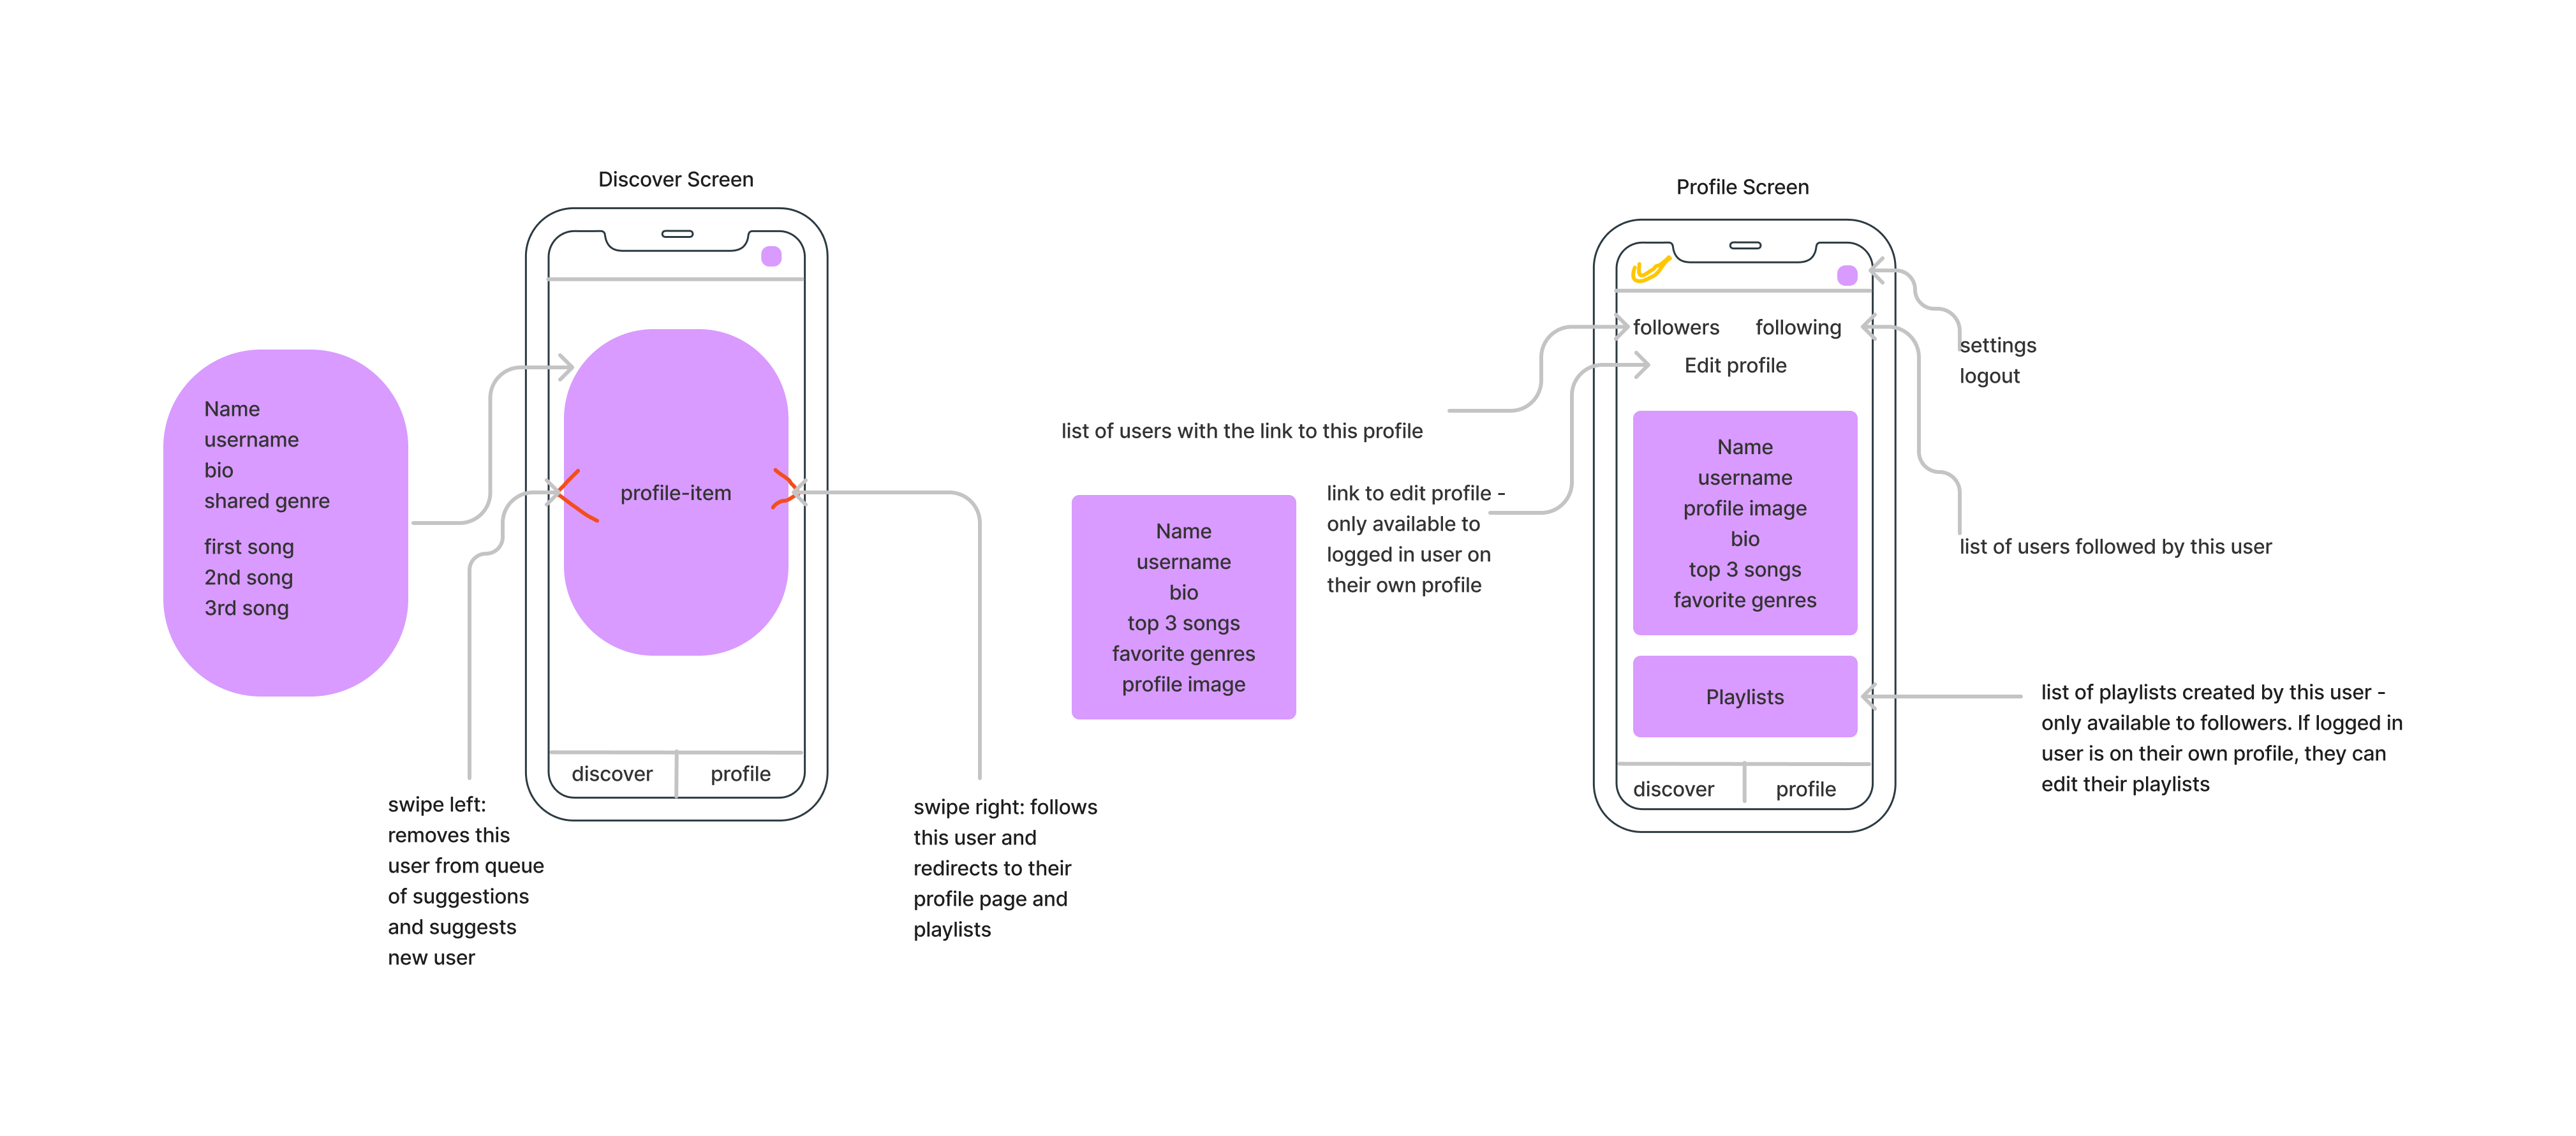 Discover Screen
Name
username
bio
shared genre
first song
2nd song
3rd song
profile-item
discover
profile
swipe left:
removes this
user from queue
of suggestions
and suggests
new user
swipe right: follows
this user and
redirects to their
profile page and
playlists
Profile Screen
followers
following
Edit profile
settings
logout
list of users with the link to this profile
link to edit profile -
only available to
logged in user on
their own profile
Name
username
bio
top 3 songs
favorite genres
profile image
Name
username
profile image
bio
top 3 songs
favorite genres
list of users followed by this user
Playlists
list of playlists created by this user -
only available to followers. If logged in
user is on their own profile, they can
edit their playlists
discover
profile